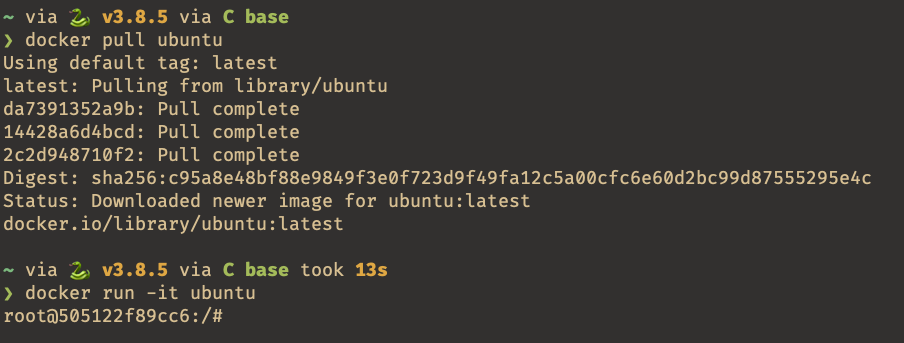 ~ via 🐍 v3.8.5 via C base
❯ docker pull ubuntu
Using default tag: latest
latest: Pulling from library/ubuntu
da7391352a9b: Pull complete
14428a6d4bcd: Pull complete
2c2d948710f2: Pull complete
Digest: sha256:c95a8e48bf88e9849f3e0f723d9f49fa12c5a00cfc6e60d2bc99d87555295e4c
Status: Downloaded newer image for ubuntu:latest
docker.io/library/ubuntu:latest
~ via 🐍 v3.8.5 via C base took 13s
❯ docker run -it ubuntu
root@505122f89cc6:/#